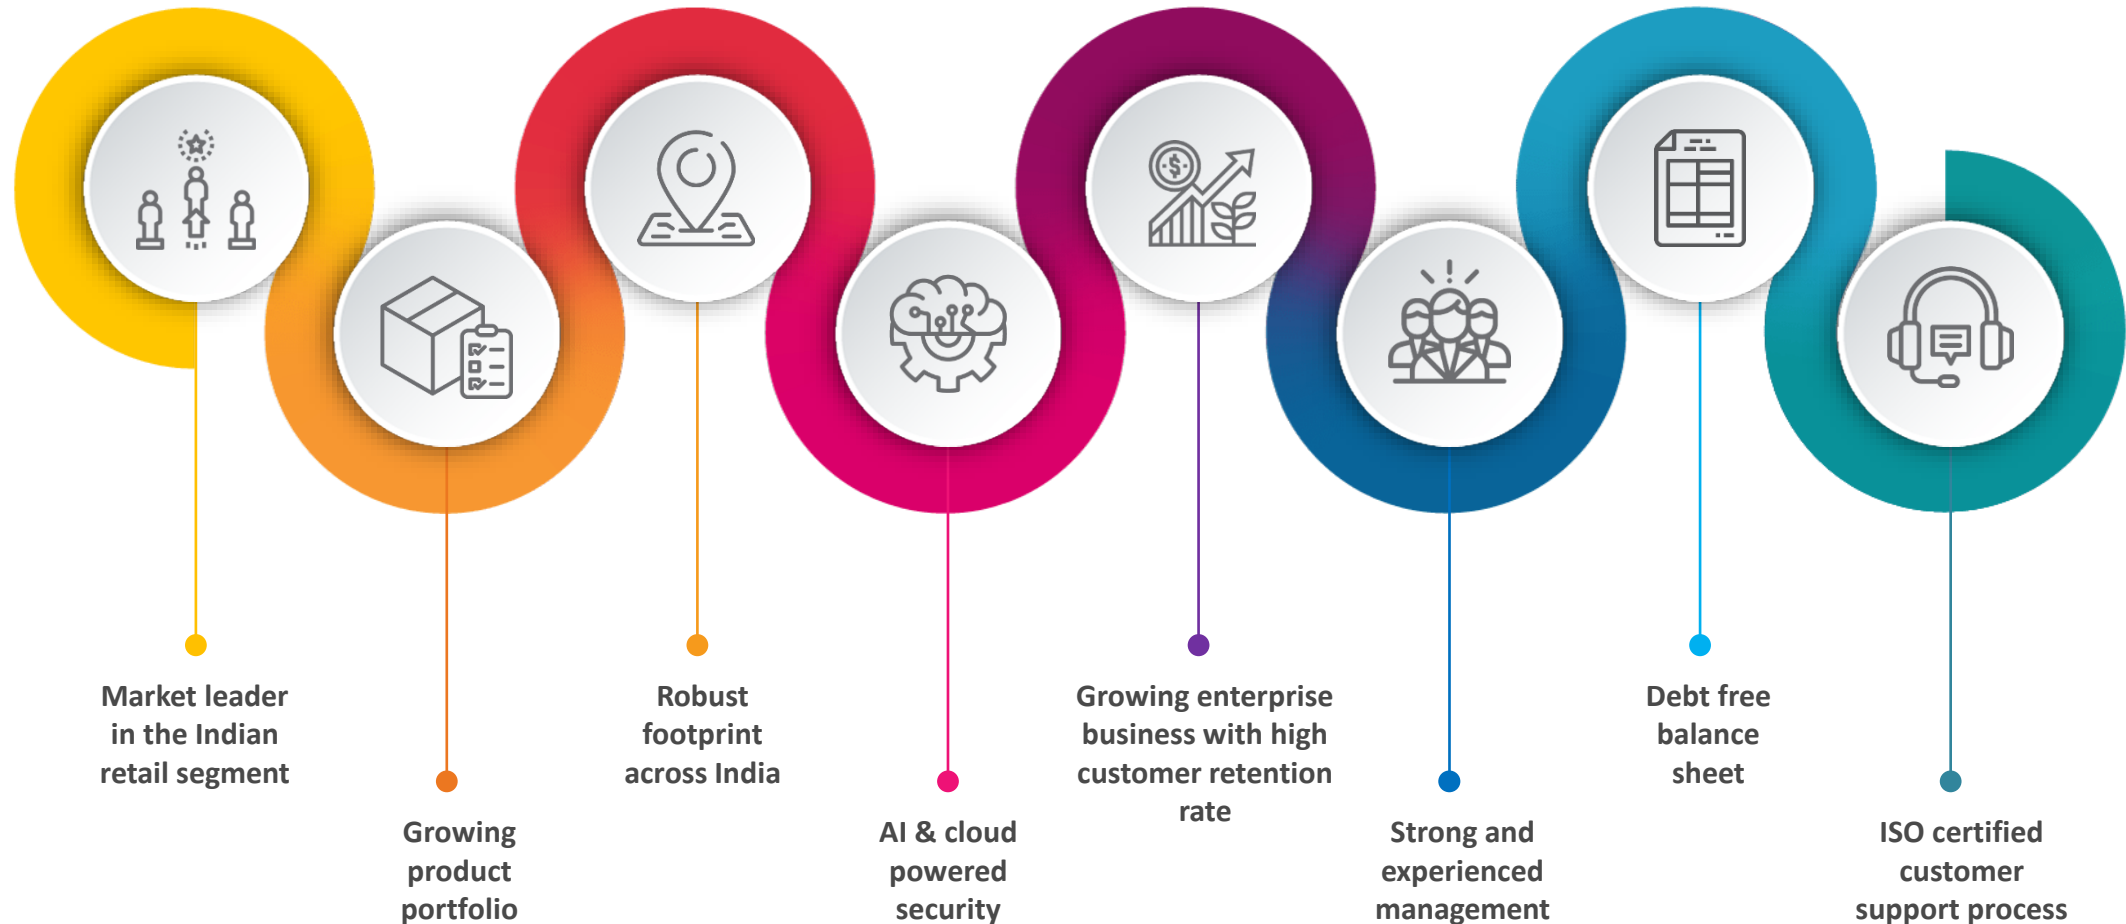 Market leader
in the Indian
retail segment
Growing
product
portfolio
Robust
footprint
across India
AI & cloud
powered
security
Growing enterprise
business with high
customer retention
rate
Strong and
experienced
management
Debt free
balance
sheet
ISO certified
customer
support process